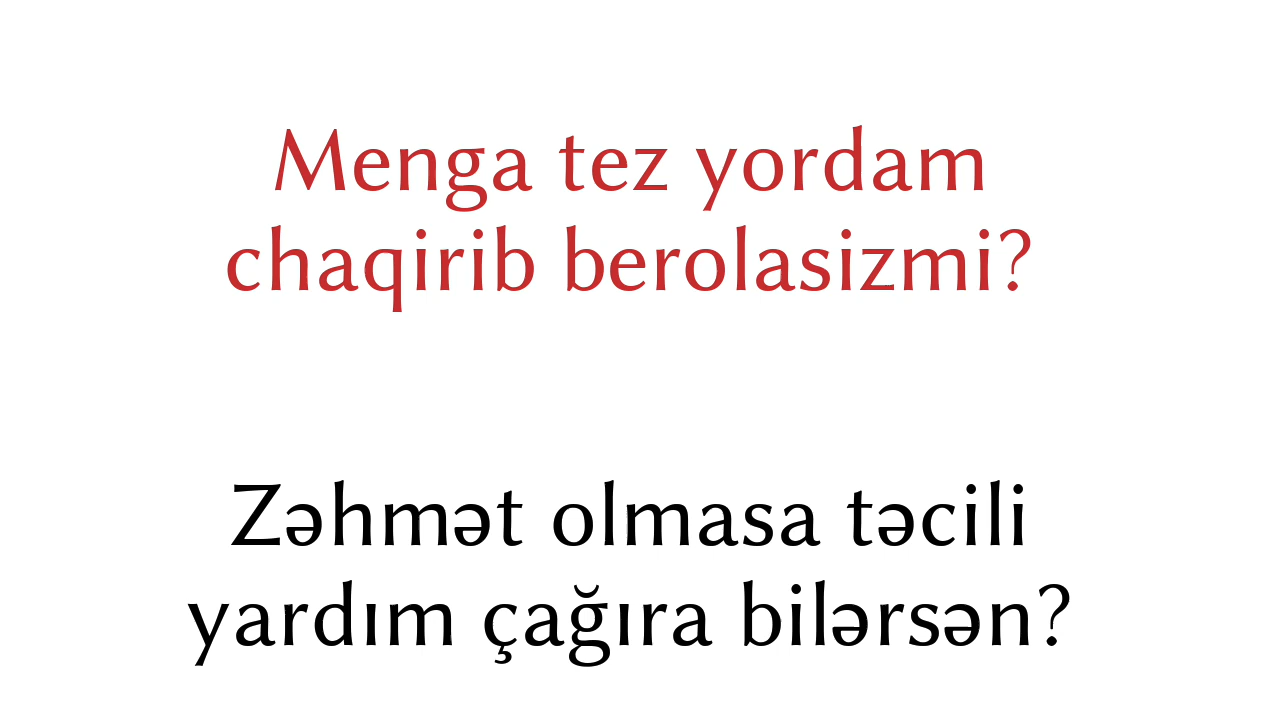 Menga tez yordam
chaqirib berolasizmi?
Zəhmət olmasa təcili
yardım çağıra bilərsən?